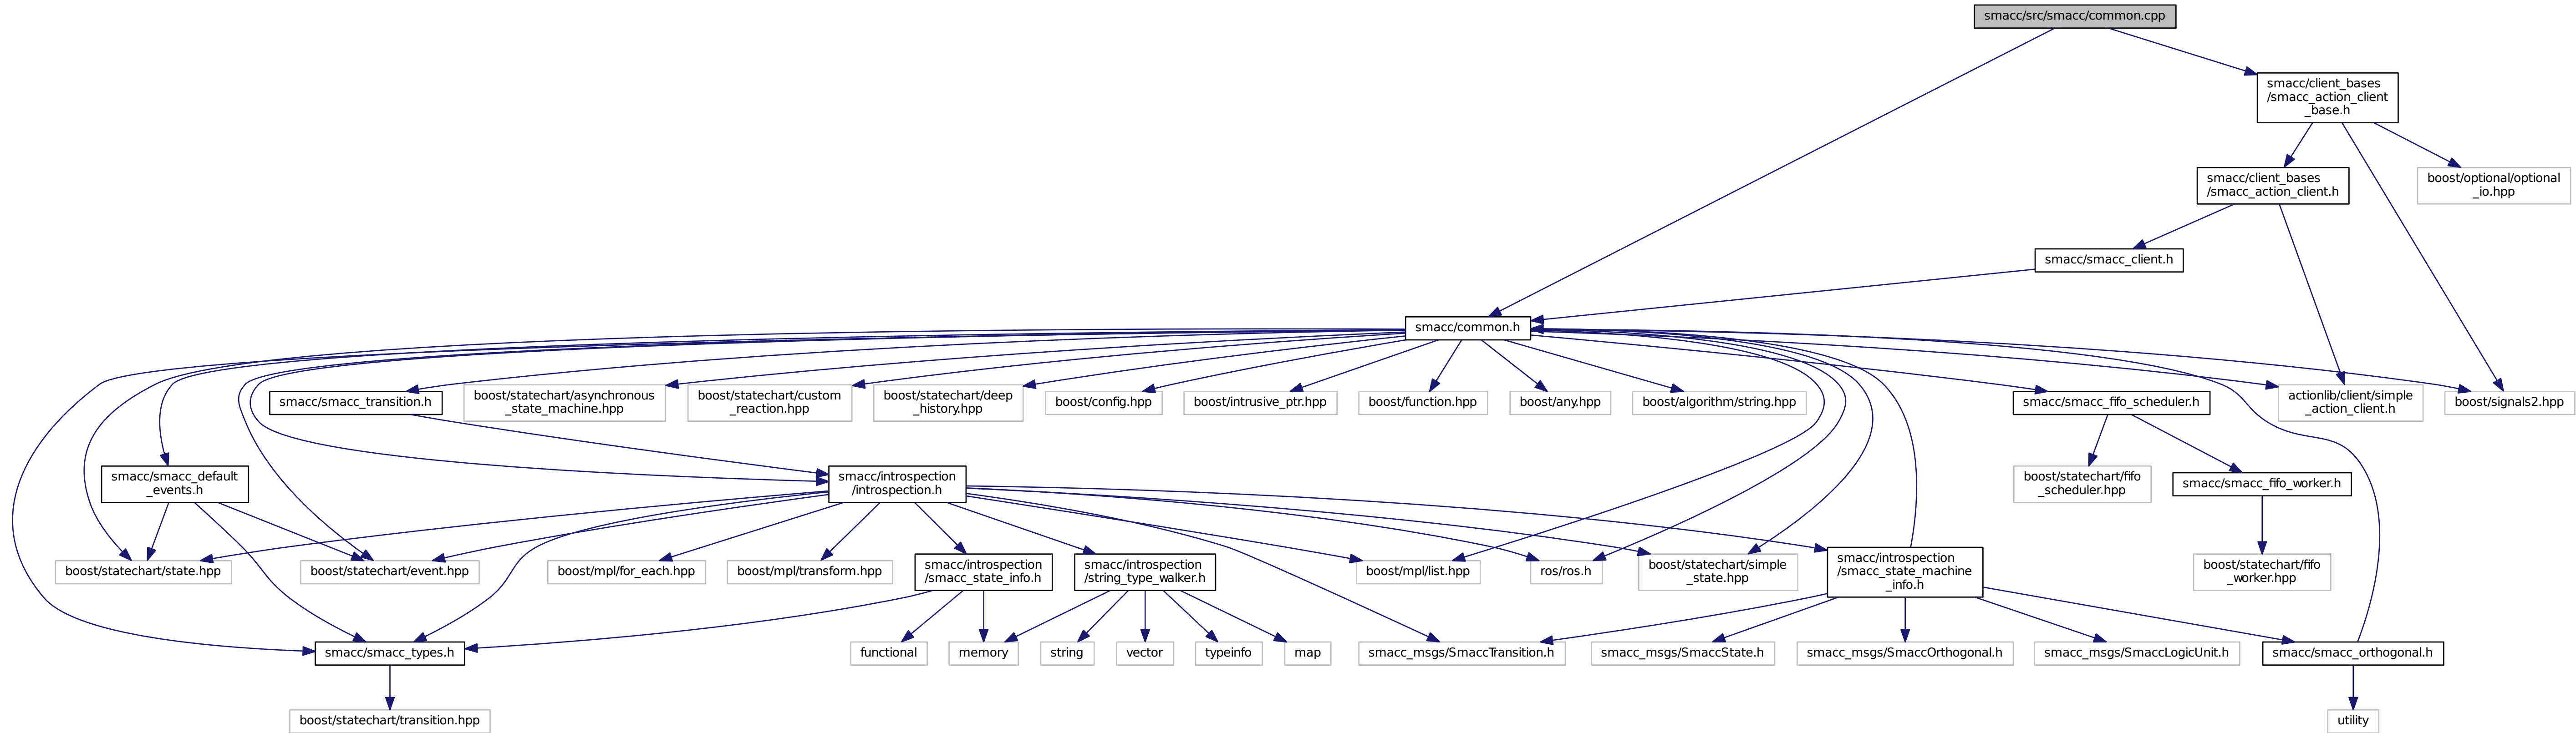 smacc/src/smacc/common.cpp
smacc/client_bases
/smacc_action_client
_base.h
smacc/client_bases
/smacc_action_client.h
boost/optional/optional
_io.hpp
smacc/smacc_client.h
smacc/common.h
smacc/smacc_transition.h
boost/statechart/asynchronous
_state_machine.hpp
boost/statechart/custom
_reaction.hpp
boost/statechart/deep
_history.hpp
boost/config.hpp
boost/intrusive_ptr.hpp
boost/function.hpp
boost/any.hpp
boost/algorithm/string.hpp
smacc/smacc_fifo_scheduler.h
actionlib/client/simple
_action_client.h
boost/signals2.hpp
smacc/smacc_default
_events.h
smacc/introspection
/introspection.h
boost/statechart/fifo
_scheduler.hpp
smacc/smacc_fifo_worker.h
boost/statechart/state.hpp
boost/statechart/event.hpp
boost/mpl/for_each.hpp
boost/mpl/transform.hpp
smacc/introspection
/smacc_state_info.h
smacc/introspection
/string_type_walker.h
boost/mpl/list.hpp
ros/ros.h
boost/statechart/simple
_state.hpp
smacc/introspection
/smacc_state_machine
_info.h
boost/statechart/fifo
_worker.hpp
smacc/smacc_types.h
functional
memory
string
vector
typeinfo
map
smacc_msgs/SmaccTransition.h
smacc_msgs/SmaccState.h
smacc_msgs/SmaccOrthogonal.h
smacc_msgs/SmaccLogicUnit.h
smacc/smacc_orthogonal.h
boost/statechart/transition.hpp
utility